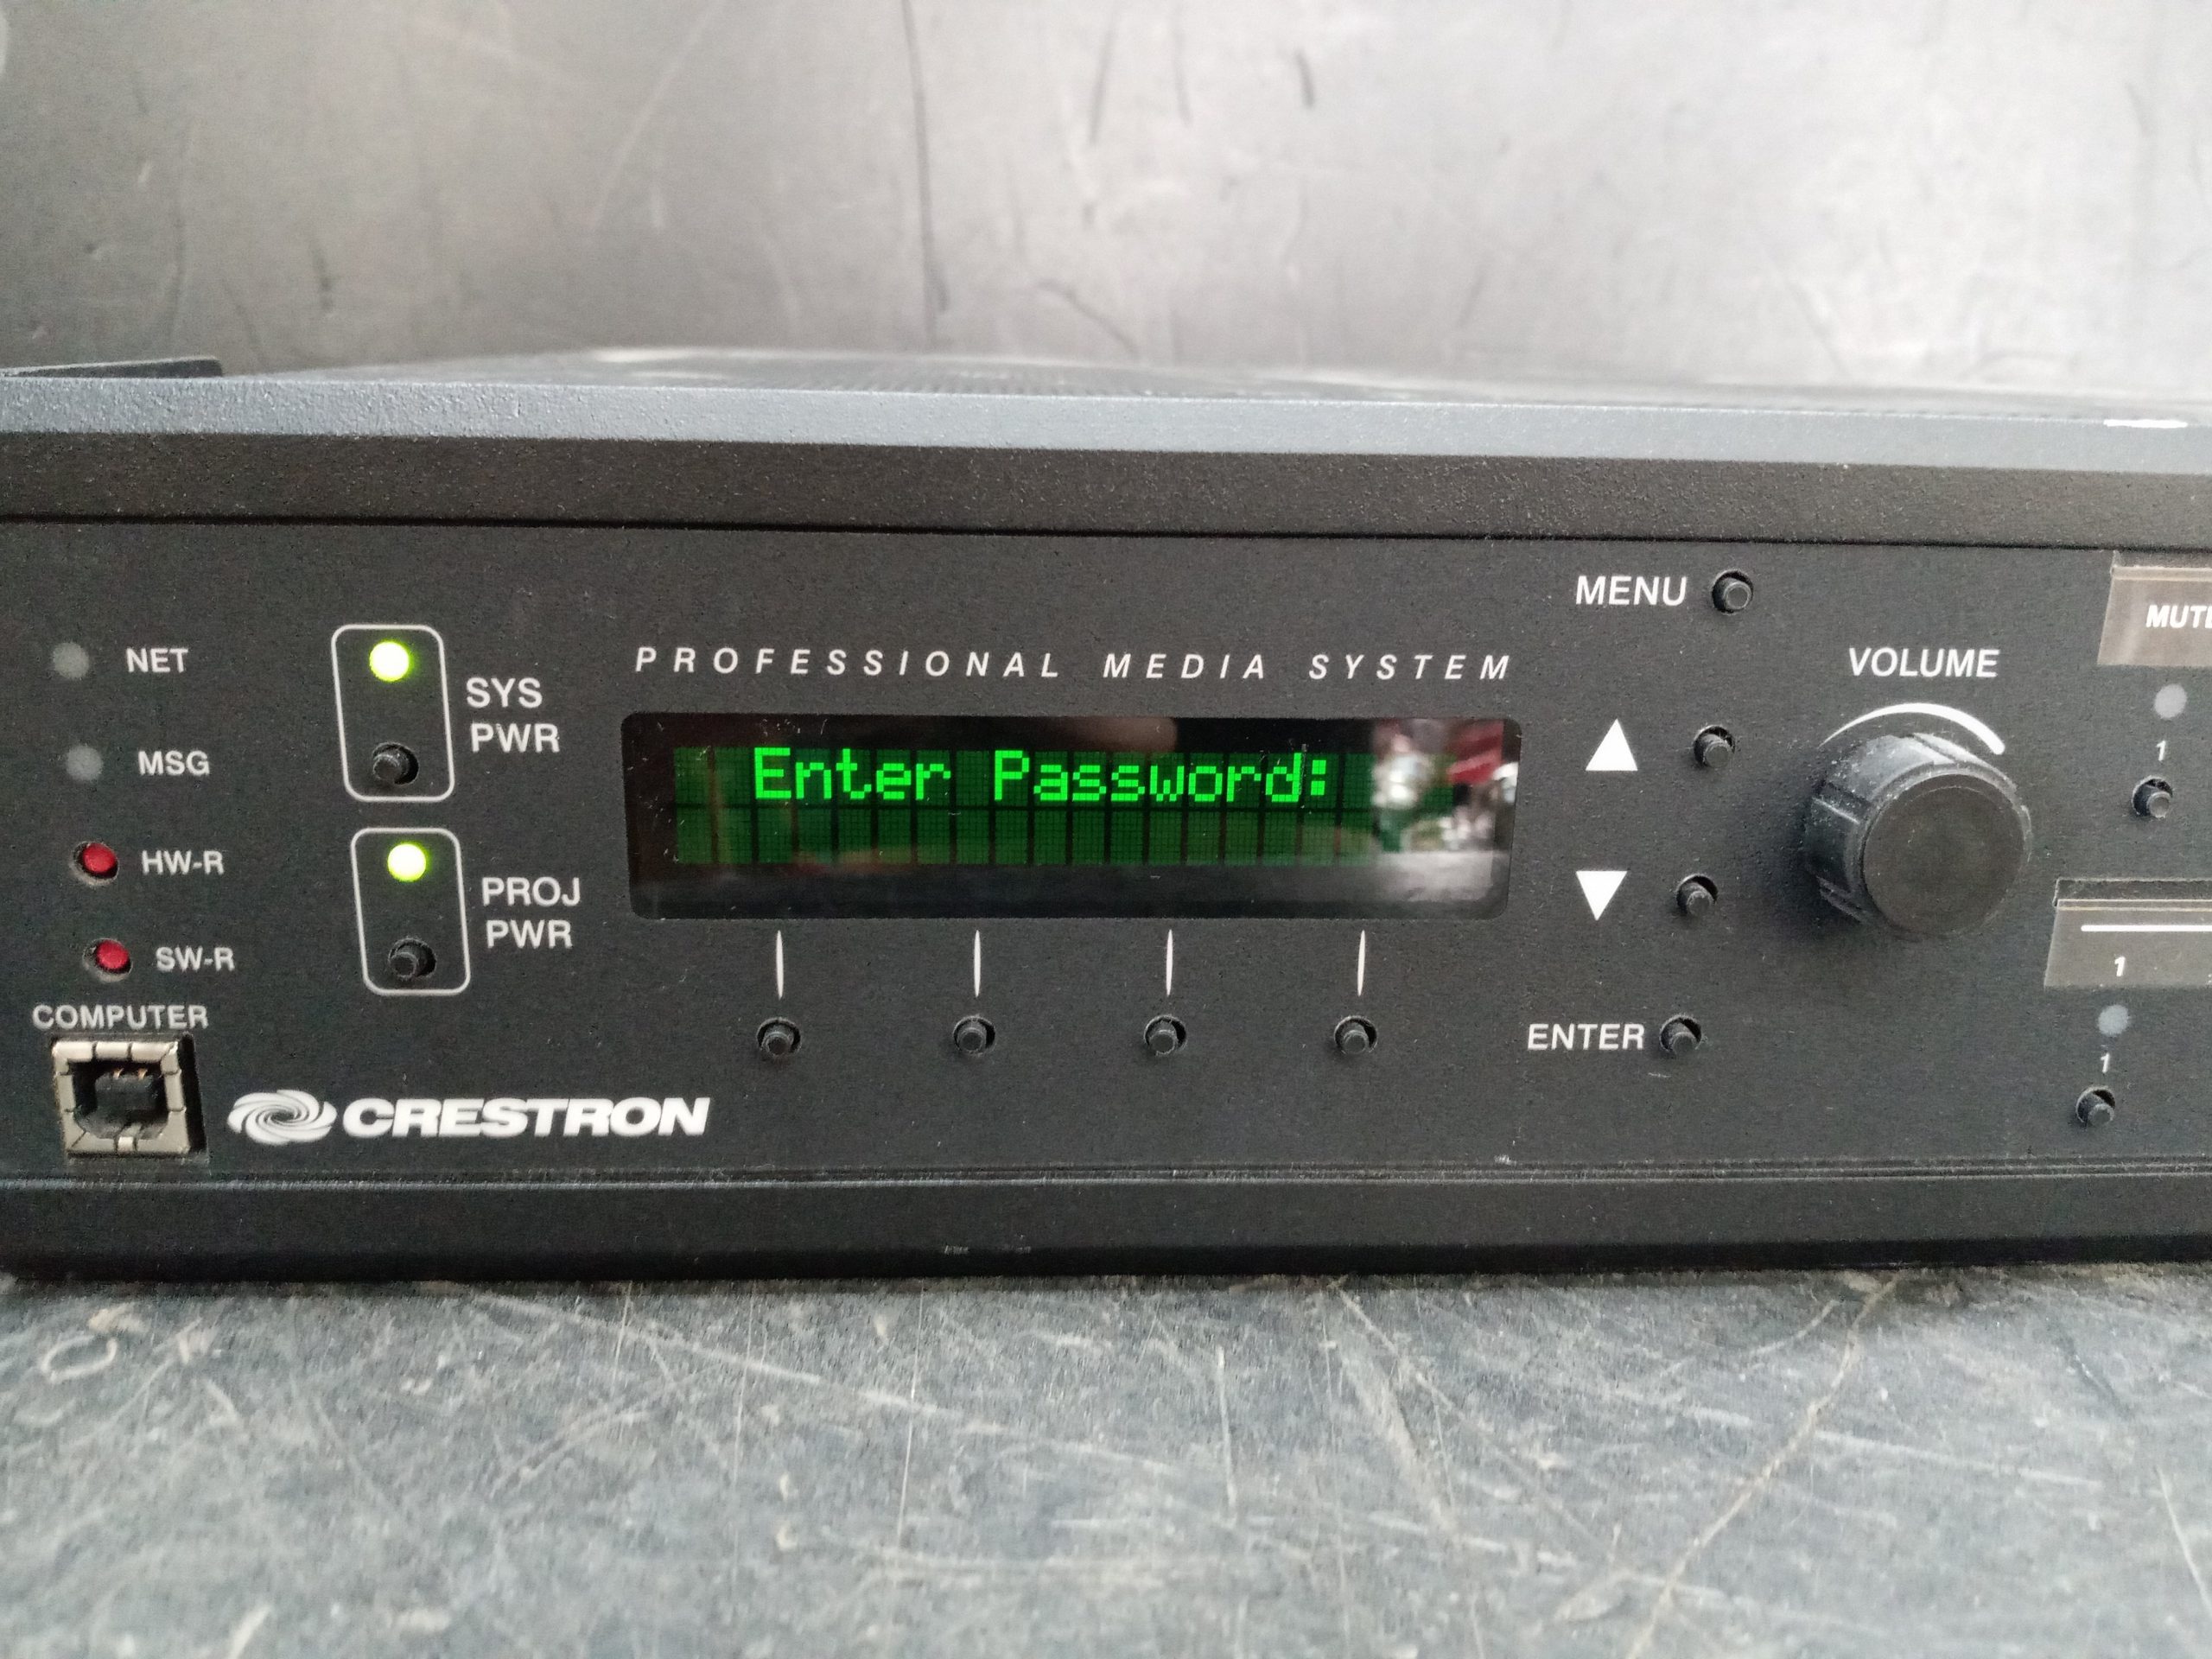 MENU
PROFESSIONAL MEDIA SYSTEM
NET
SYS
PWR
MSG
Enter Password:
VOLUME
1
HW-R
PROJ
PWR
SW-R
1
COMPUTER
ENTER
1
CRESTRON